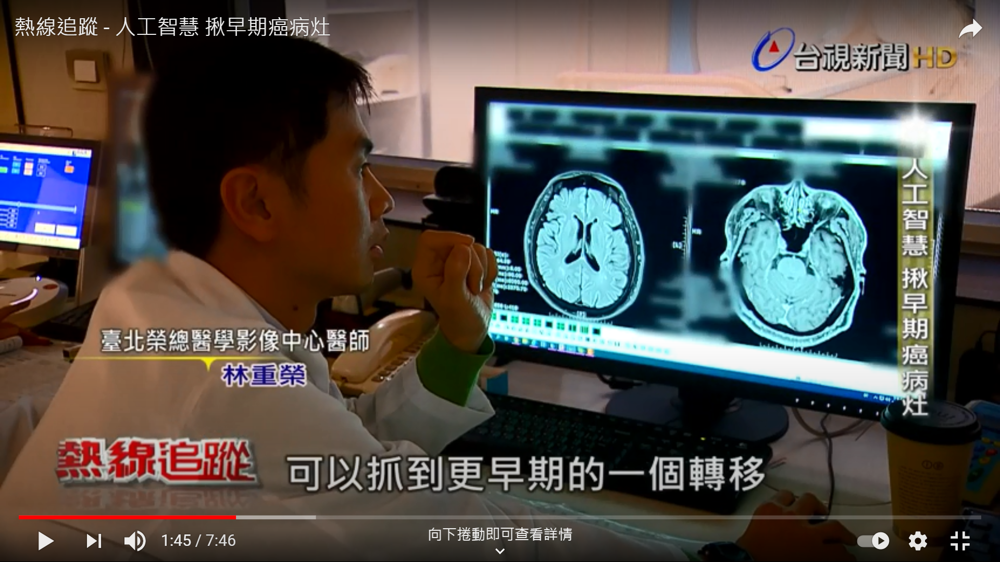 熱線追蹤 - 人工智慧 揪早期癌病灶
台視新聞HD
人工智慧 揪早期癌病灶
臺北榮總醫學影像中心醫師
林重榮
熱線追蹤
可以抓到更早期的一個轉移
1:45 / 7:46
向下捲動即可查看詳情